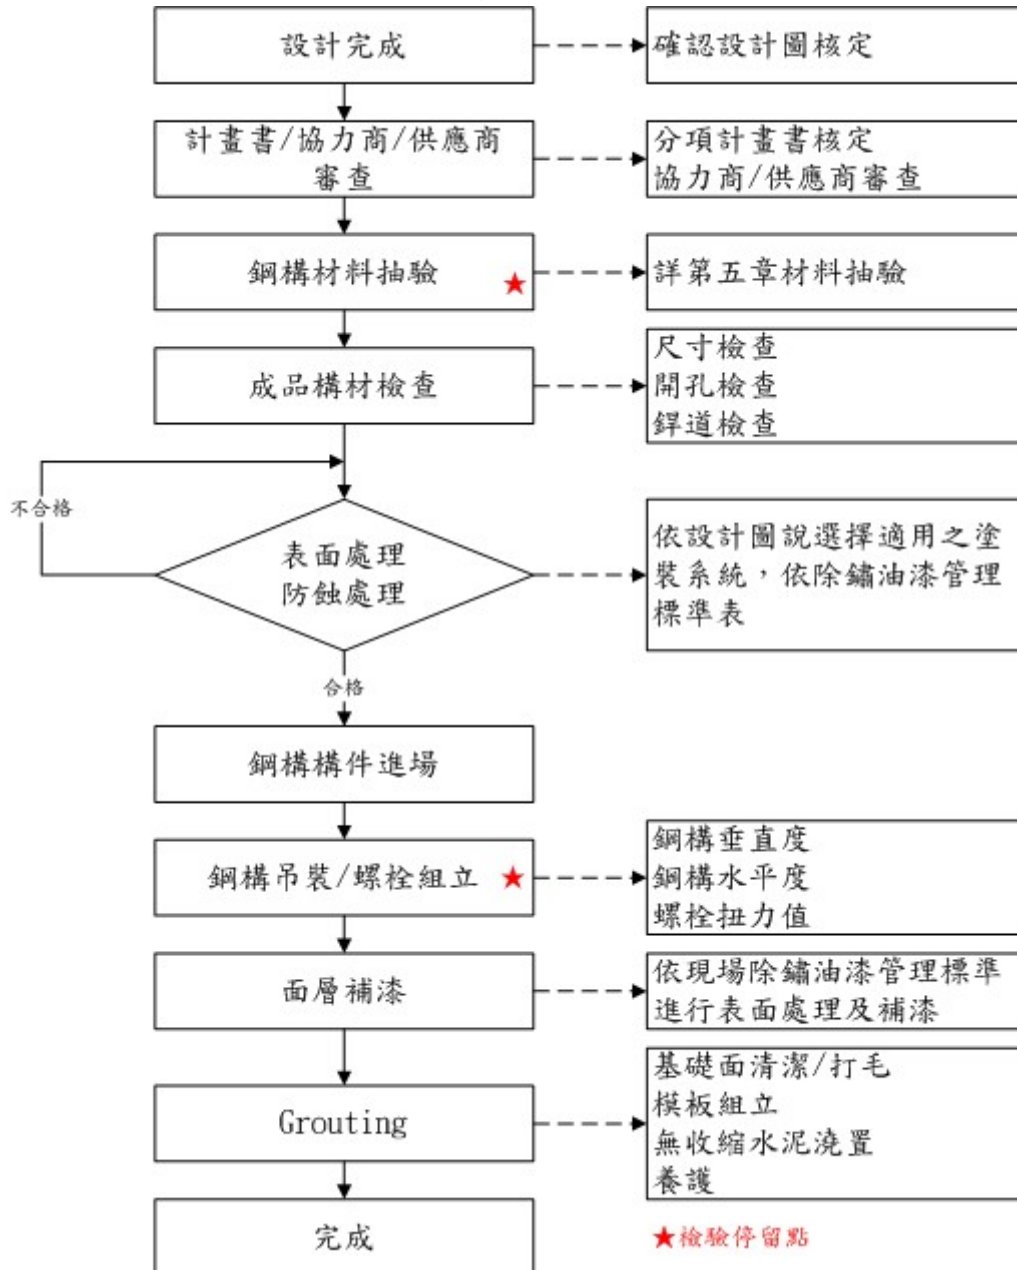 設計完成
確認設計圖核定
計畫書/協力商/供應商
審查
分項計畫書核定
協力商/供應商審查
鋼構材料抽驗
★
詳第五章材料抽驗
成品構材檢查
尺寸檢查
開孔檢查
銲道檢查
不合格
表面處理
防蝕處理
依設計圖說選擇適用之塗
裝系統，依除鏽油漆管理
標準表
合格
鋼構構件進場
鋼構吊裝/螺栓組立
★
鋼構垂直度
鋼構水平度
螺栓扭力值
面層補漆
依現場除鏽油漆管理標準
進行表面處理及補漆
Grouting
基礎面清潔/打毛
模板組立
無收縮水泥澆置
養護
完成
★檢驗停留點